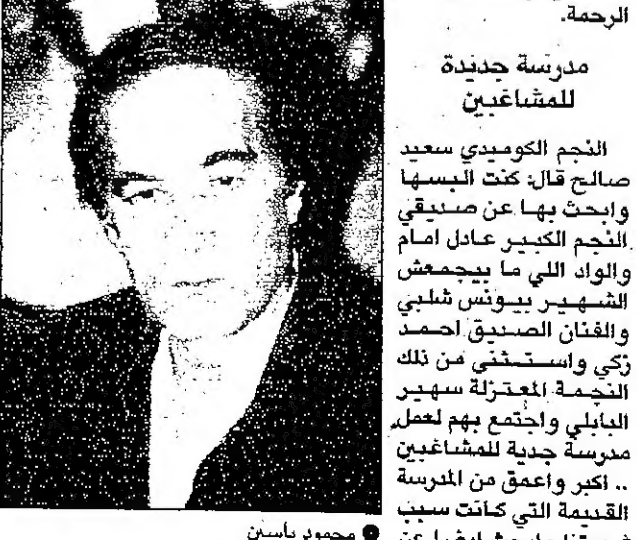 الرحمة.
مدرسة جديدة
للمشاغبين
النجم الكوميدي سعيد
صالح قال: كنت البسها
وابحث بها عن صديقي
النجم الكبير عادل امام
والواد اللي ما بيجمعش
الشهير بيونس شلبي
والفنان الصديق احمد
زكي واستثنى من ذلك
النجمة المعتزلة سهير
البابلي واجتمع بهم لعمل
مدرسة جدية للمشاغبين
.. اكبر واعمق من المدرسة
القديمة التي كانت سبب
محمود ياسين